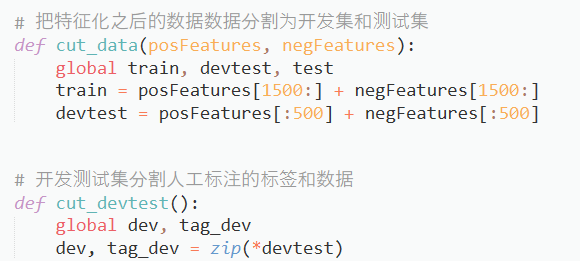 # 把特征化之后的数据数据分割为开发集和测试集
def cut_data(posFeatures, negFeatures):
    global train, devtest, test
    train = posFeatures[1500:] + negFeatures[1500:]
    devtest = posFeatures[:500] + negFeatures[:500]
# 开发测试集分割人工标注的标签和数据
def cut_devtest():
    global dev, tag_dev
    dev, tag_dev = zip(*devtest)